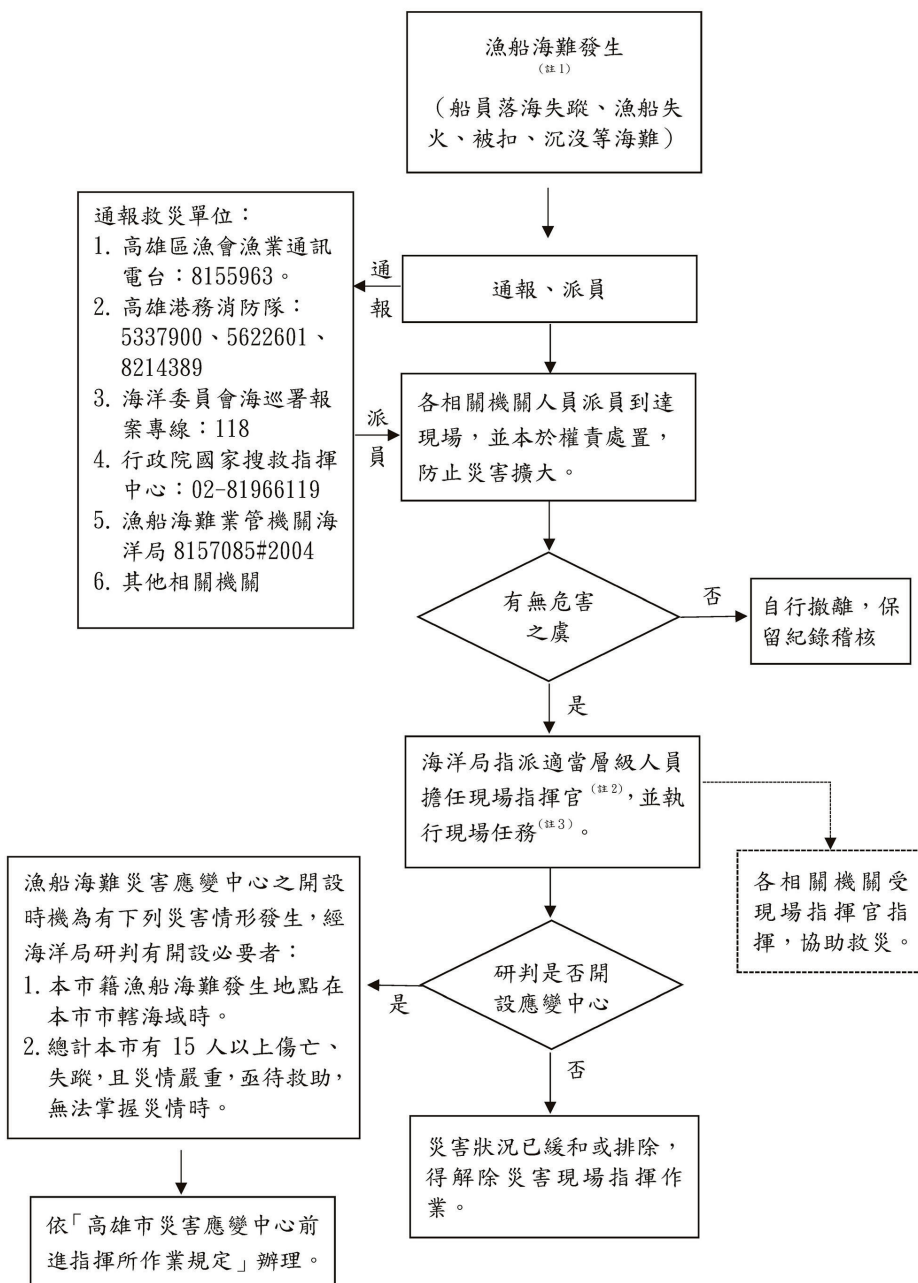 漁船海難發生
(註1)
（船員落海失蹤、漁船失
火、被扣、沉沒等海難）
通報救災單位：
1. 高雄區漁會漁業通訊
電台：8155963。
2. 高雄港務消防隊：
5337900、5622601、
8214389
3. 海洋委員會海巡署報
案專線：118
4. 行政院國家搜救指揮
中心：02-81966119
5. 漁船海難業管機關海
洋局 8157085#2004
6. 其他相關機關
通
報
通報、派員
派
員
各相關機關人員派員到達
現場，並本於權責處置，
防止災害擴大。
有無危害
之虞
否
自行撤離，保
留紀錄稽核
是
海洋局指派適當層級人員
擔任現場指揮官(註2)，並執
行現場任務(註3)。
各相關機關受
現場指揮官指
揮，協助救災。
研判是否開
設應變中心
是
漁船海難災害應變中心之開設
時機為有下列災害情形發生，經
海洋局研判有開設必要者：
1. 本市籍漁船海難發生地點在
本市市轄海域時。
2. 總計本市有 15 人以上傷亡、
失蹤，且災情嚴重，亟待救助，
無法掌握災情時。
否
災害狀況已緩和或排除，
得解除災害現場指揮作
業。
依「高雄市災害應變中心前
進指揮所作業規定」辦理。